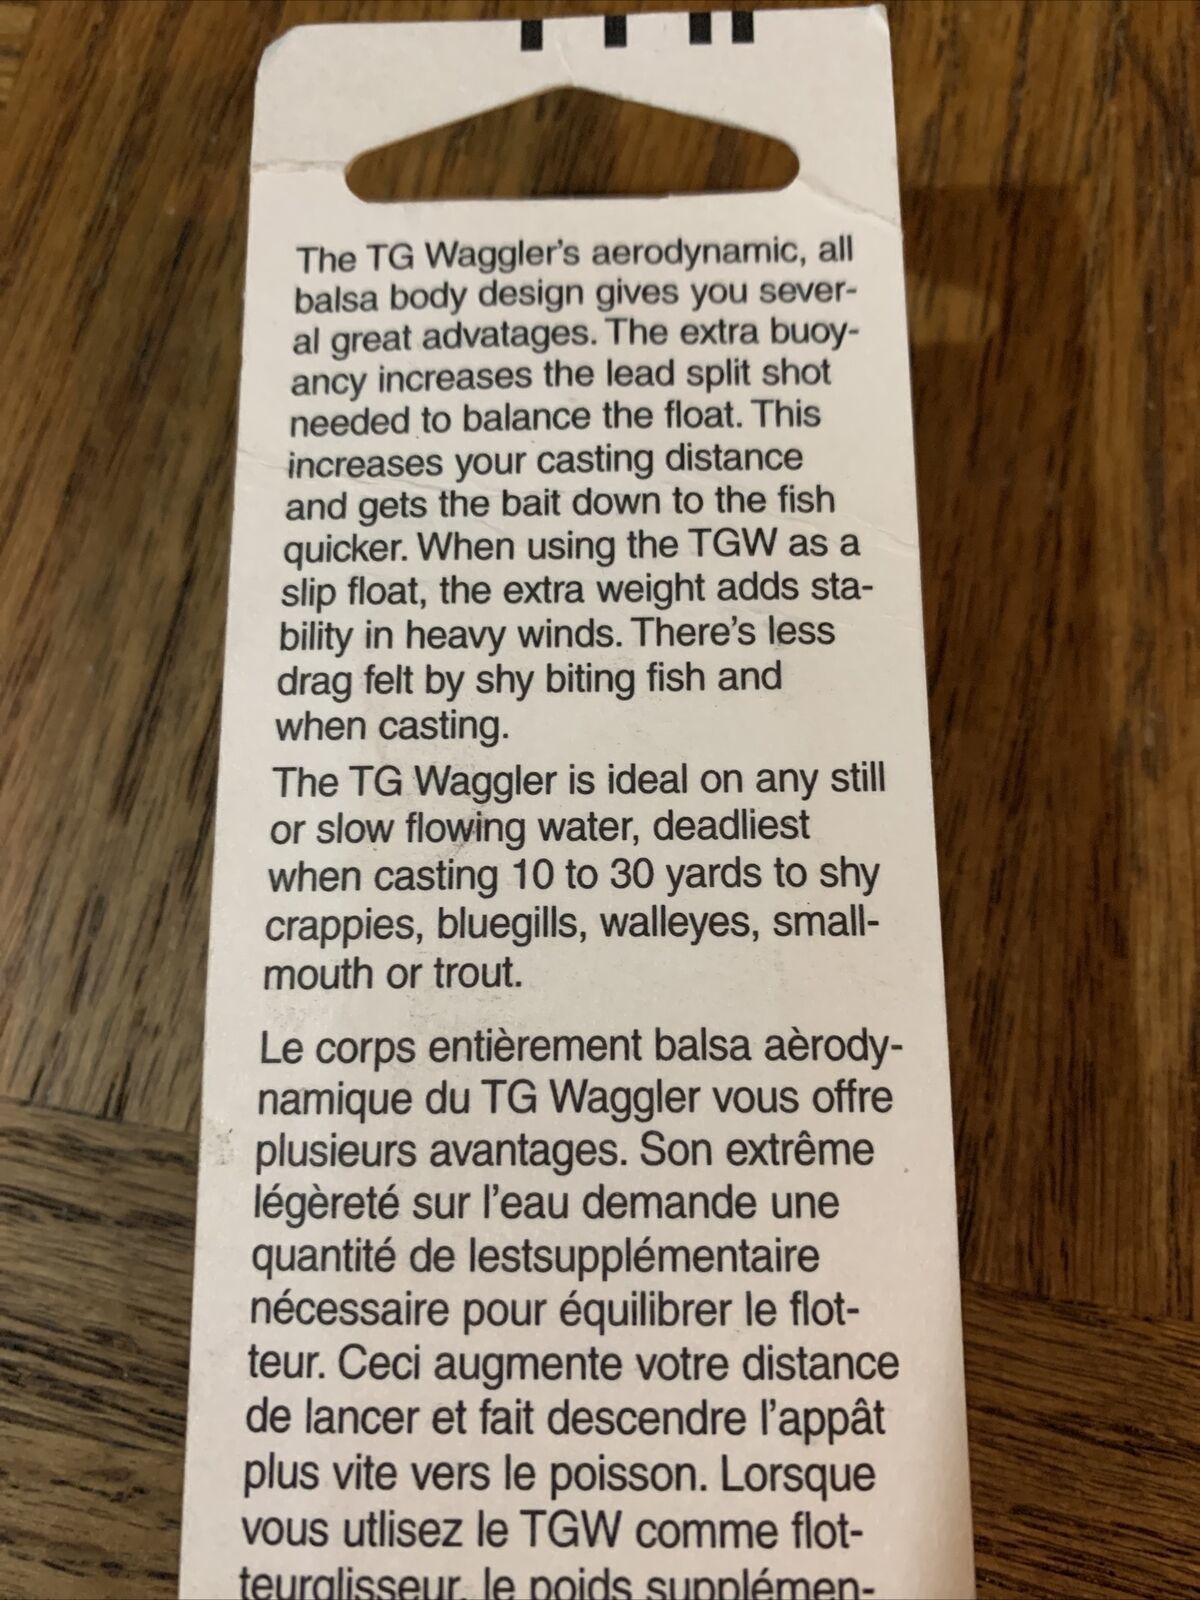 The TG Waggler's aerodynamic, all
balsa body design gives you sever-
al great advatages. The extra buoy-
ancy increases the lead split shot
needed to balance the float. This
increases your casting distance
and gets the bait down to the fish
quicker. When using the TGW as a
slip float, the extra weight adds sta-
bility in heavy winds. There's less
drag felt by shy biting fish and
when casting.
The TG Waggler is ideal on any still
or slow flowing water, deadliest
when casting 10 to 30 yards to shy
crappies, bluegills, walleyes, small-
mouth or trout.
Le corps entièrement balsa aèrody-
namique du TG Waggler vous offre
plusieurs avantages. Son extrême
légèreté sur l'eau demande une
quantité de lestsupplémentaire
nécessaire pour équilibrer le flot-
teur. Ceci augmente votre distance
de lancer et fait descendre l'appât
plus vite vers le poisson. Lorsque
vous utlisez le TGW comme flot-
teurglisseur, le poids supplémen-